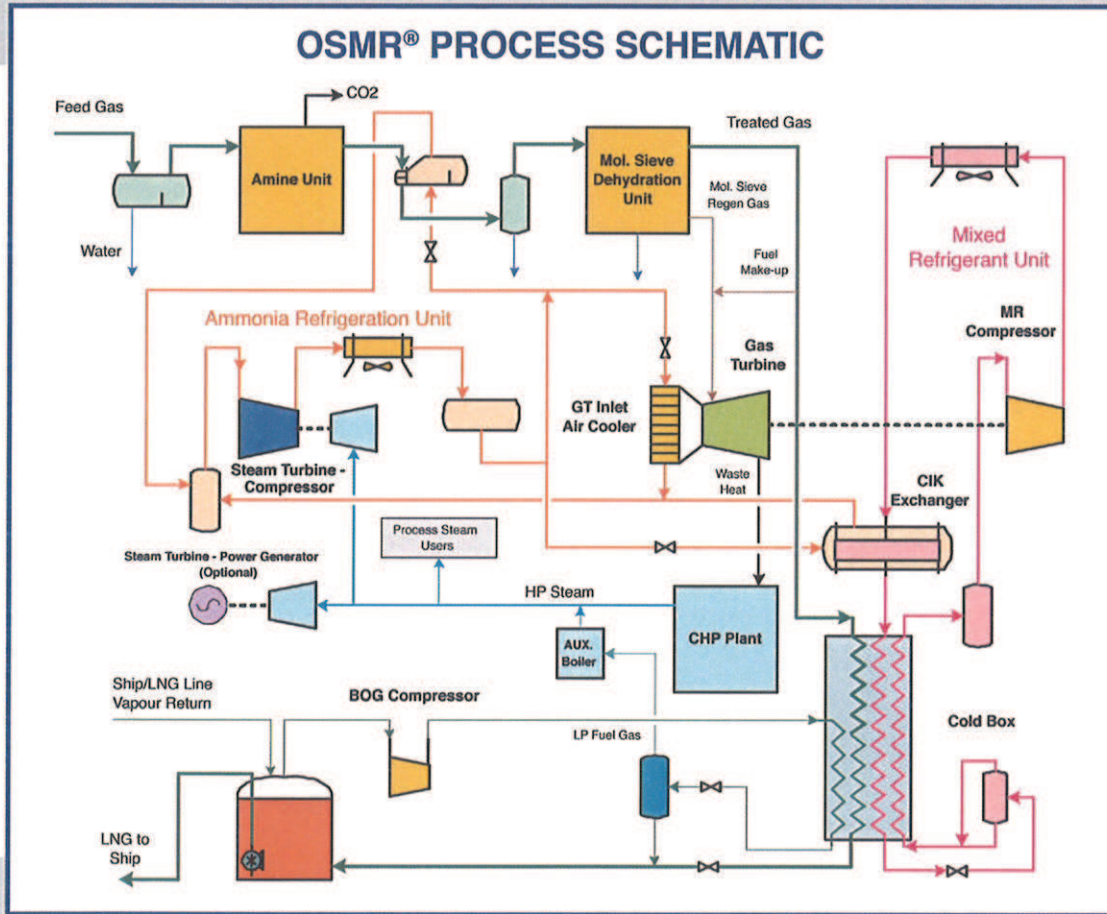 OSMR® PROCESS SCHEMATIC
Feed Gas
CO2
Amine Unit
Water
Mol. Sieve
Dehydration
Unit
Treated Gas
Mol. Sieve
Regen Gas
Fuel
Make-up
Mixed
Refrigerant Unit
MR
Compressor
Ammonia Refrigeration Unit
Gas
Turbine
GT Inlet
Air Cooler
Steam Turbine -
Compressor
Waste
Heat
CIK
Exchanger
Process Steam
Users
Steam Turbine - Power Generator
(Optional)
HP Steam
AUX.
Boiler
CHP Plant
Ship/LNG Line
Vapour Return
BOG Compressor
LP Fuel Gas
Cold Box
LNG to
Ship